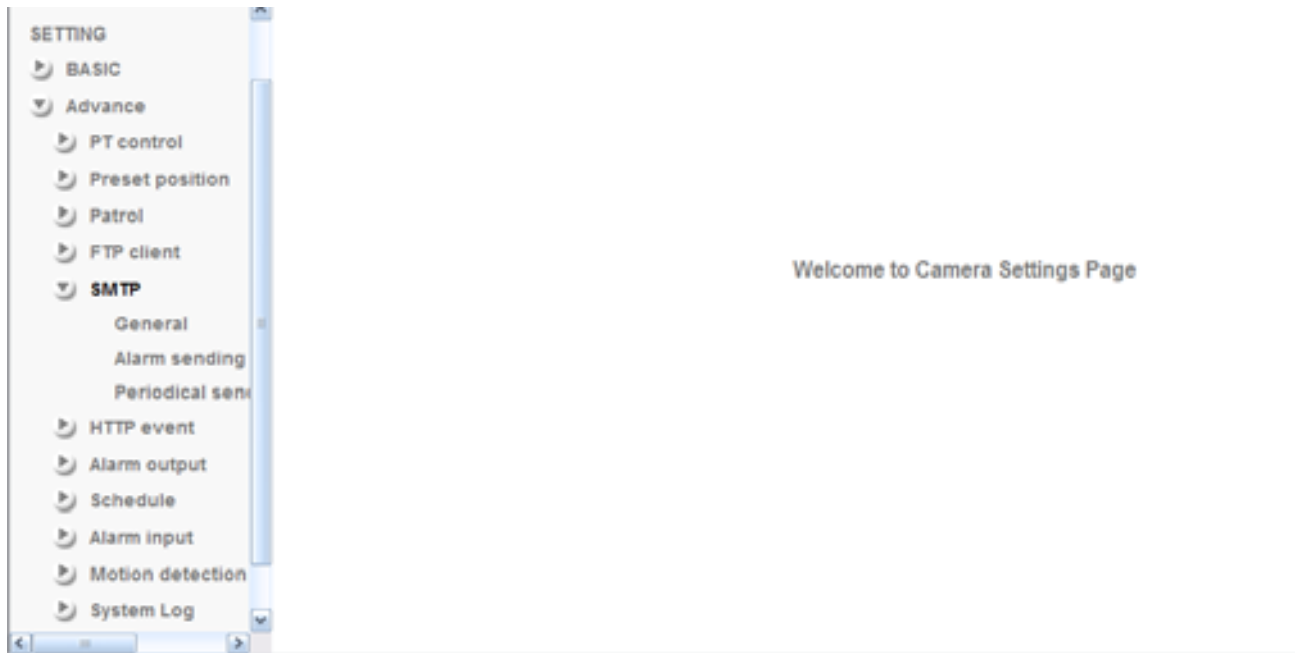 SETTING
BASIC
Advance
PT control
Preset position
Patrol
FTP client
SMTP
General
Alarm sending
Periodical
HTTP event
Alarm output
Schedule
Alarm input
Motion detection
System Log
Welcome to Camera Settings Page